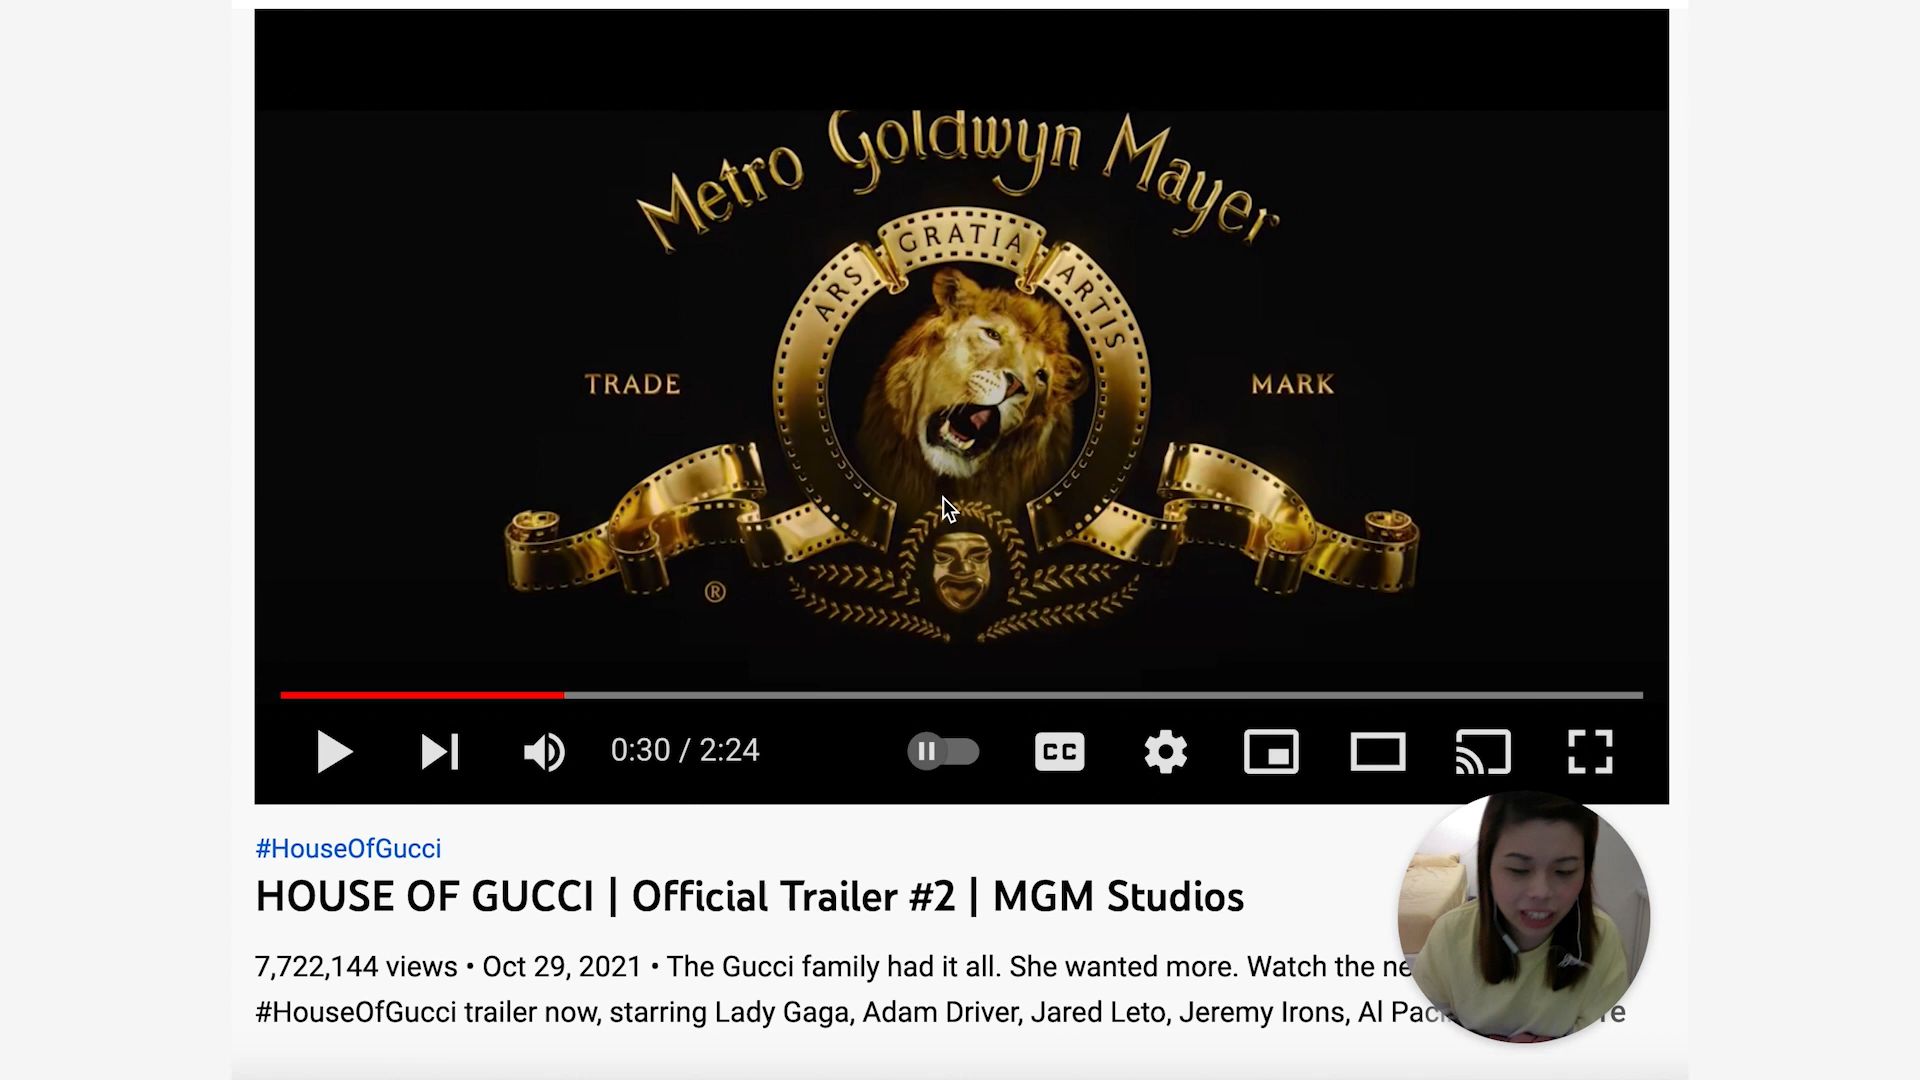 Metro Goldwyn Mayer
ARS GRATIA ARTIS
TRADE MARK
®
0:30 / 2:24
CC
#HouseOfGucci
HOUSE OF GUCCI | Official Trailer #2 | MGM Studios
7,722,144 views • Oct 29, 2021 • The Gucci family had it all. She wanted more. Watch the
#HouseOfGucci trailer now, starring Lady Gaga, Adam Driver, Jared Leto, Jeremy Irons, Al